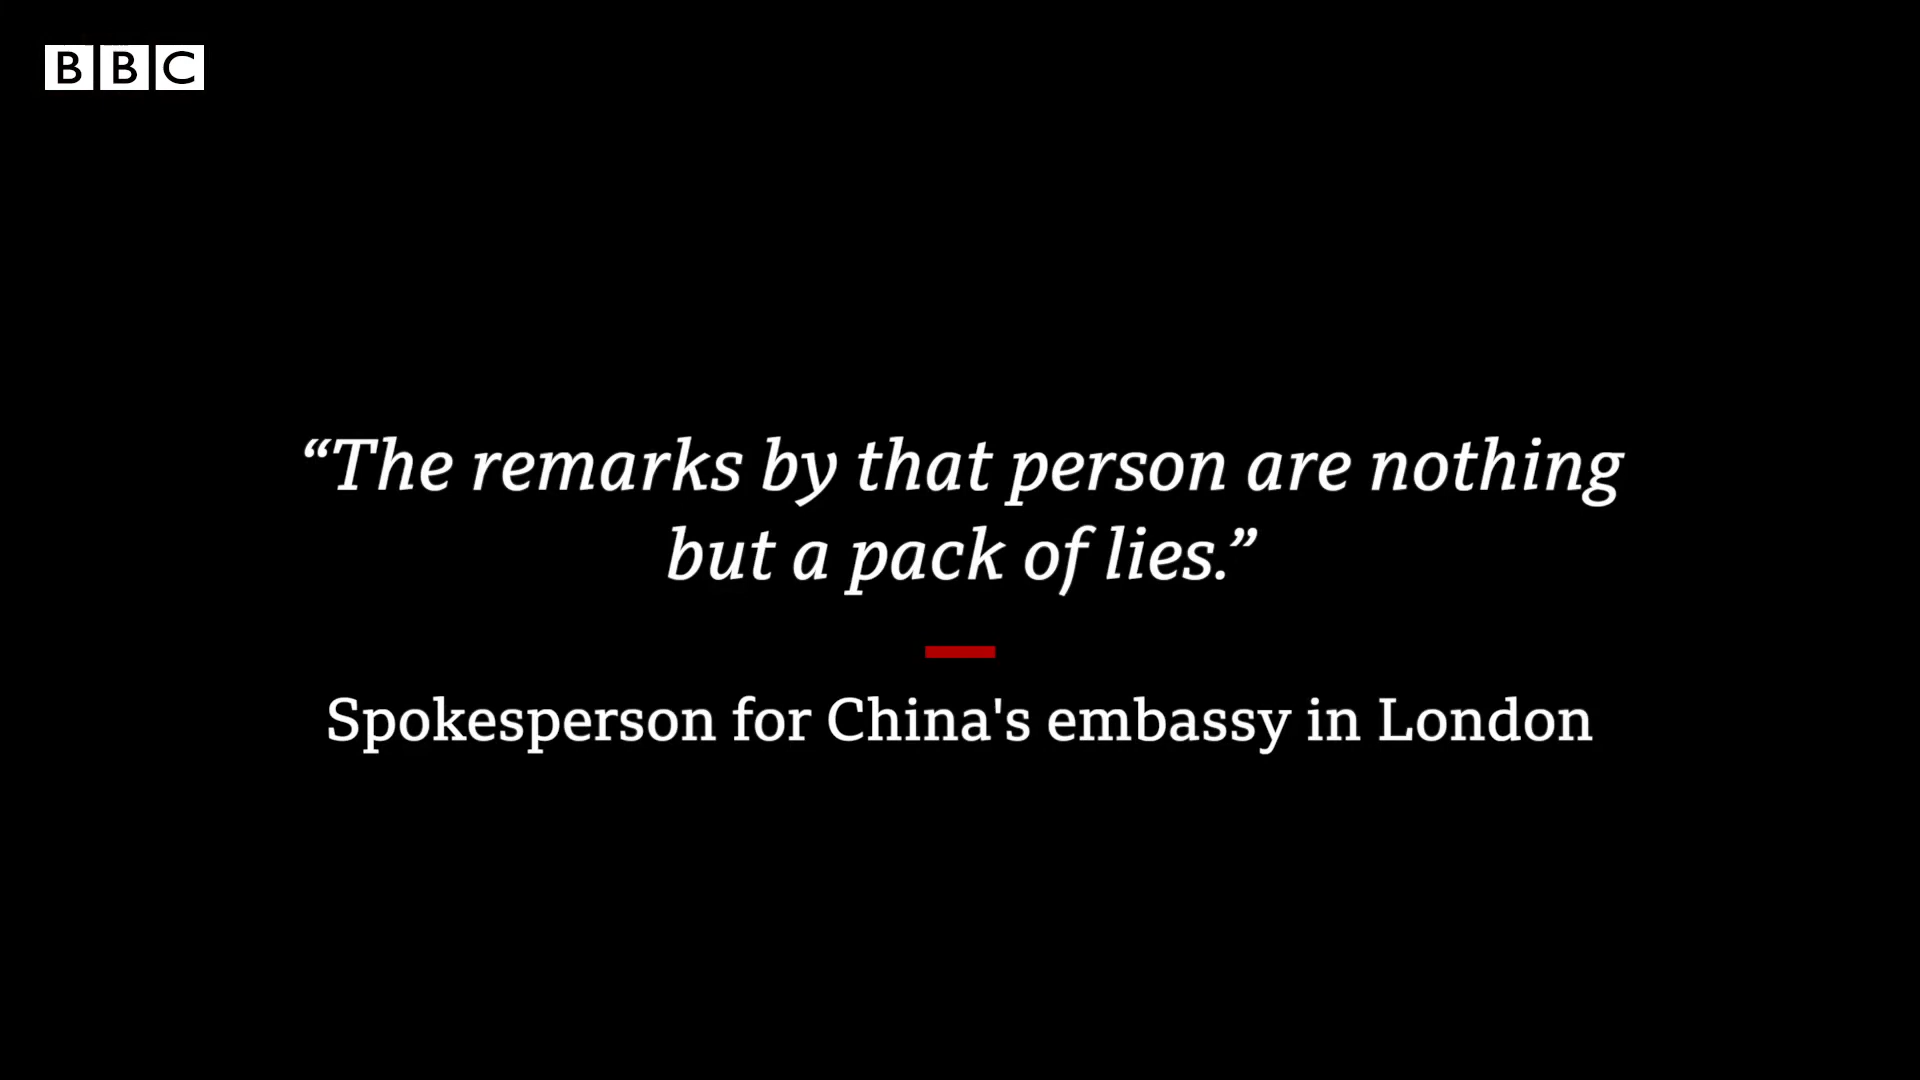 BBC
“The remarks by that person are nothing
but a pack of lies.”
Spokesperson for China's embassy in London